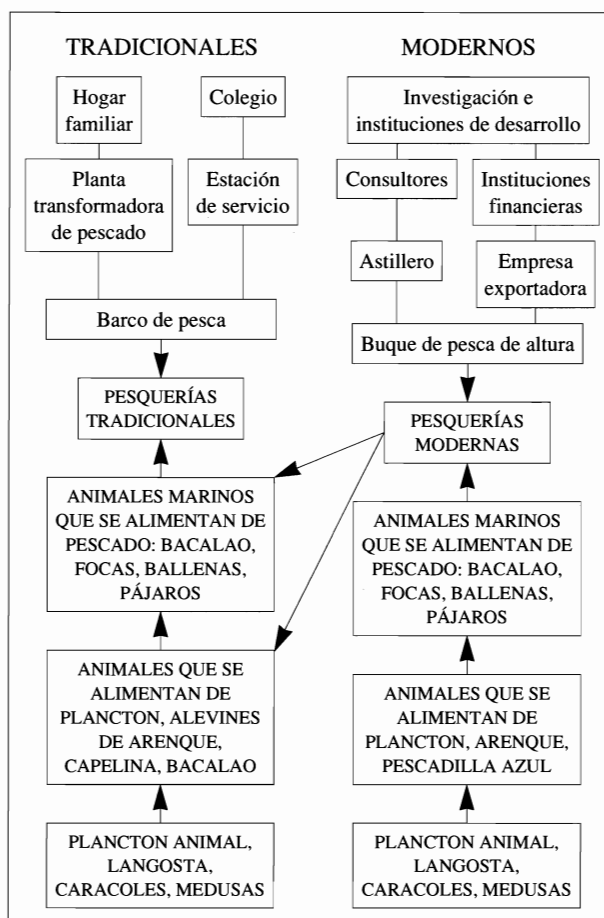 TRADICIONALES
Hogar
familiar
Colegio
Planta
transformadora
de pescado
Estación
de servicio
Barco de pesca
PESQUERÍAS
TRADICIONALES
ANIMALES MARINOS
QUE SE ALIMENTAN DE
PESCADO: BACALAO,
FOCAS, BALLENAS,
PÁJAROS
ANIMALES QUE SE
ALIMENTAN DE
PLANCTON, ALEVINES
DE ARENQUE,
CAPELINA, BACALAO
PLANCTON ANIMAL,
LANGOSTA,
CARACOLES, MEDUSAS
MODERNOS
Investigación e
instituciones de desarrollo
Consultores
Instituciones
financieras
Astillero
Empresa
exportadora
Buque de pesca de altura
PESQUERÍAS
MODERNAS
ANIMALES MARINOS
QUE SE ALIMENTAN DE
PESCADO: BACALAO,
FOCAS, BALLENAS,
PÁJAROS
ANIMALES QUE SE
ALIMENTAN DE
PLANCTON, ARENQUE,
PESCADILLA AZUL
PLANCTON ANIMAL,
LANGOSTA,
CARACOLES, MEDUSAS